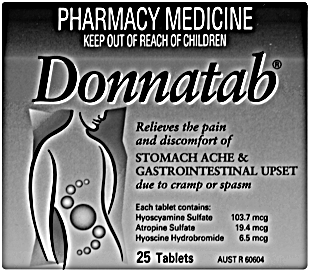 PHARMACY MEDICINE
KEEP OUT OF REACH OF CHILDREN
Donnatab®
Relieves the pain
and discomfort of
STOMACH ACHE &
GASTROINTESTINAL UPSET
due to cramp or spasm
Each tablet contains:
Hyoscyamine Sulfate 103.7 mcg
Atropine Sulfate 19.4 mcg
Hyoscine Hydrobromide 6.5 mcg
25 Tablets AUST R 60604